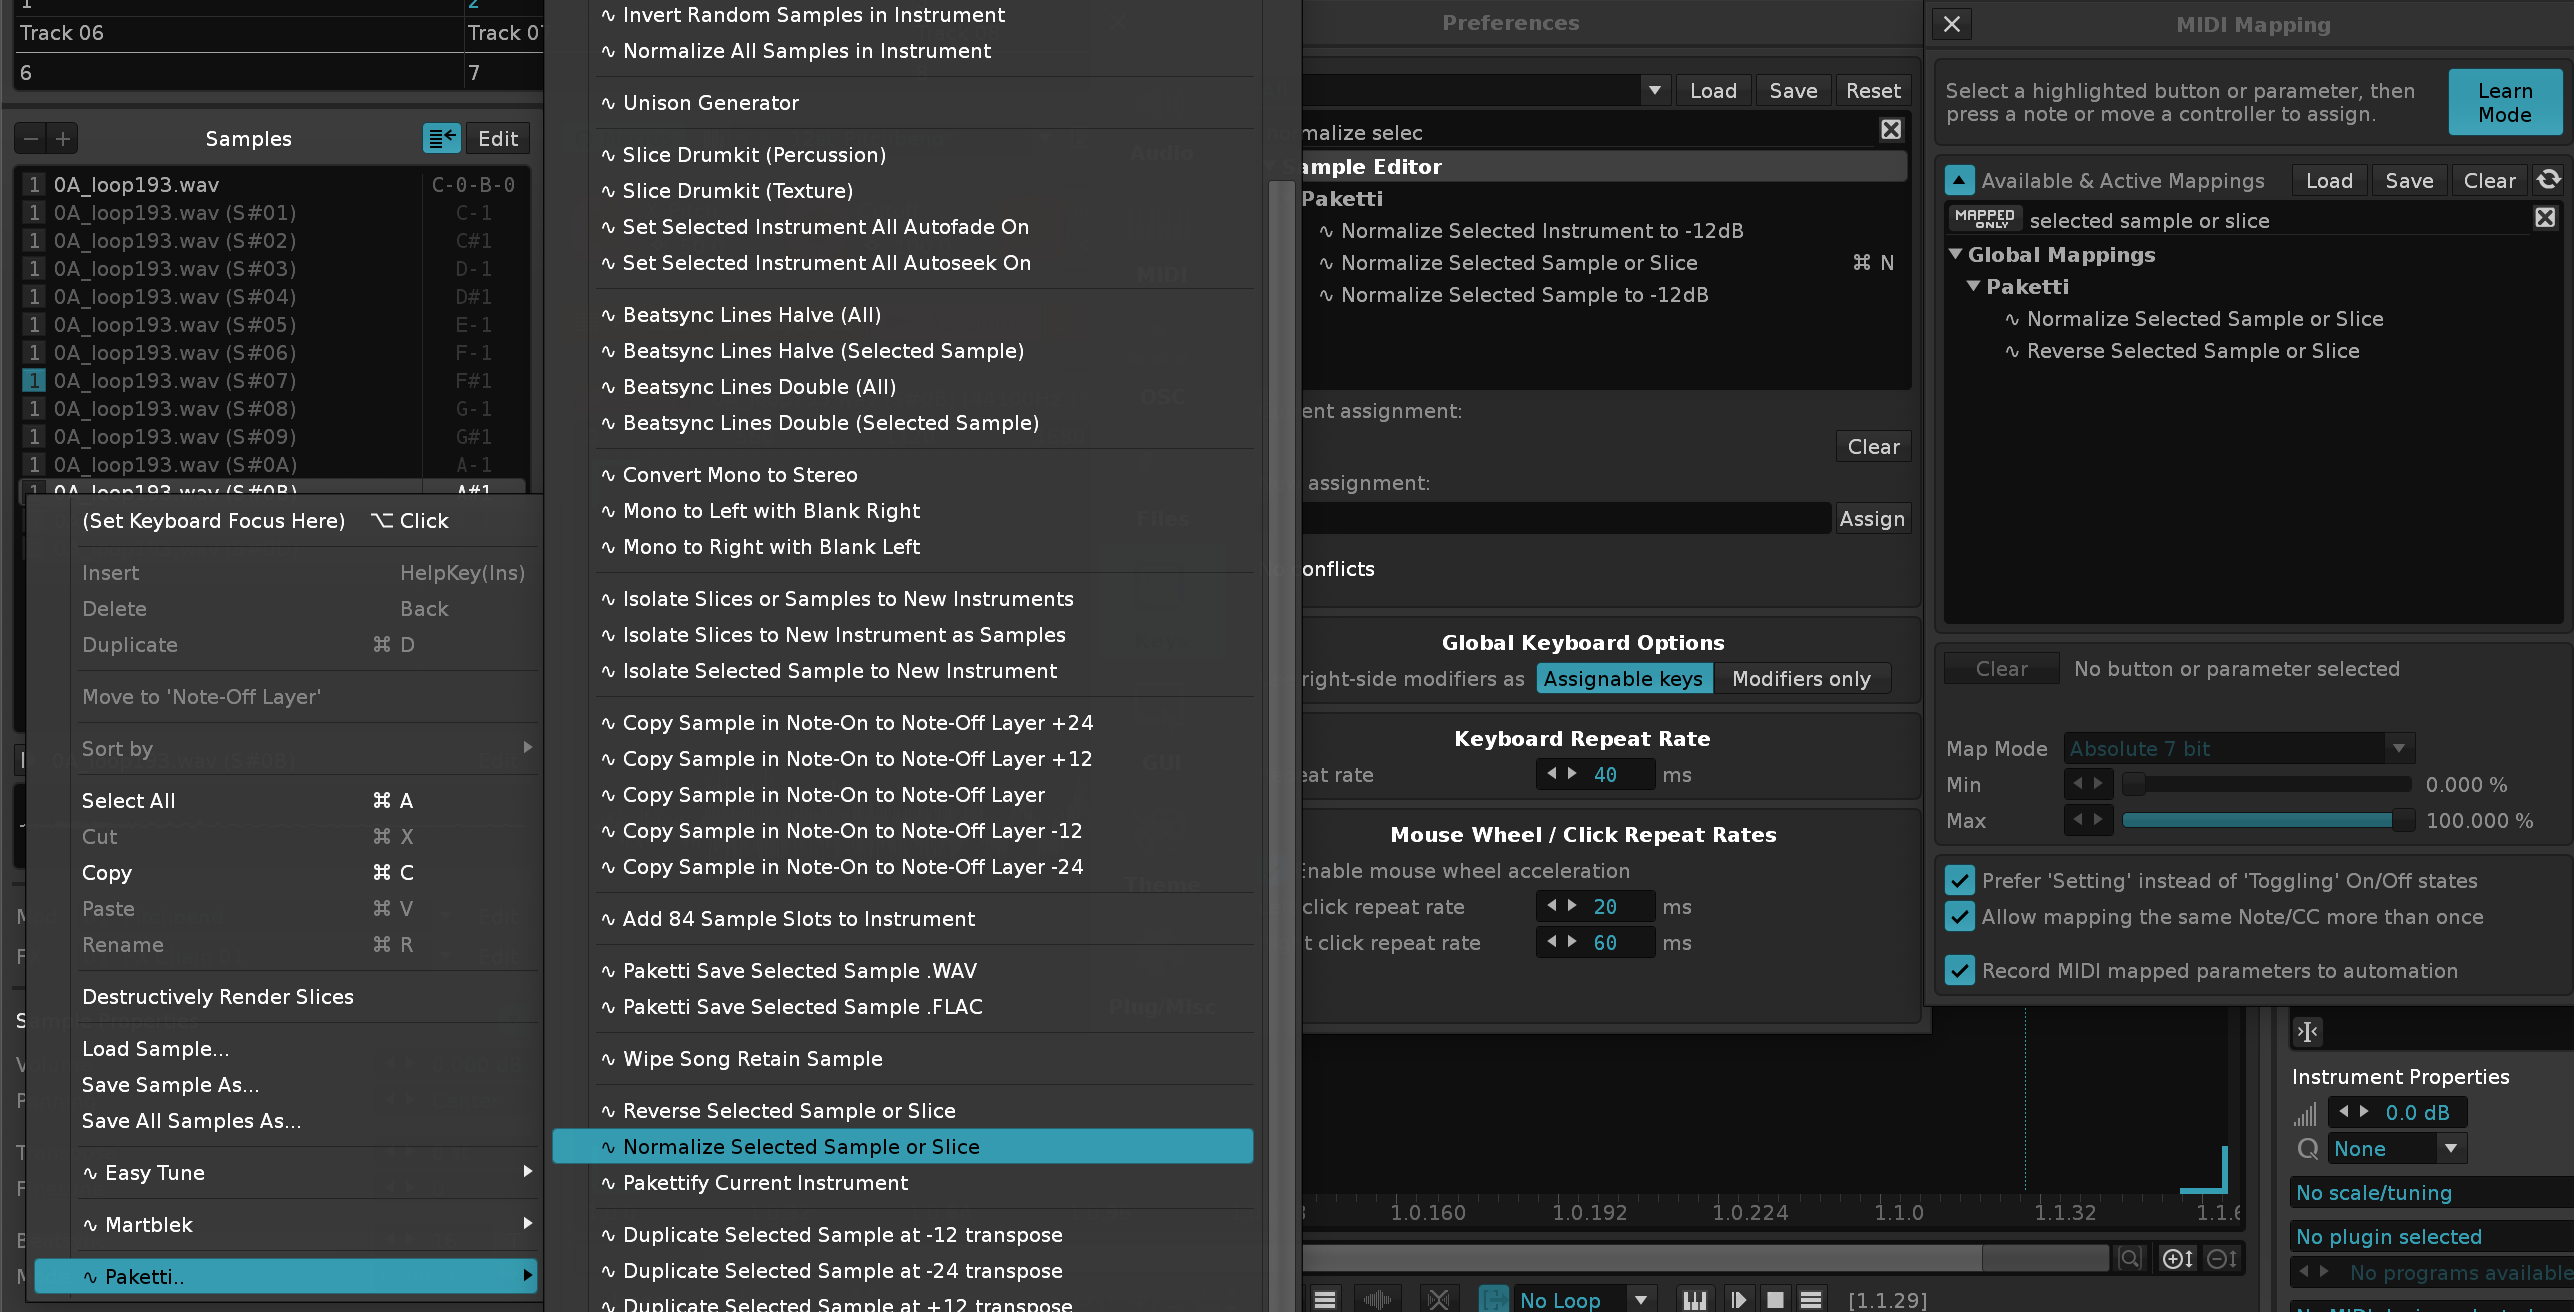 1
2
Track 06
Track 0
6
7
Samples
Edit
1 0A_loop193.wav C-0-B-0
1 0A_loop193.wav (S#01) C-1
1 0A_loop193.wav (S#02) C#1
1 0A_loop193.wav (S#03) D-1
1 0A_loop193.wav (S#04) D#1
1 0A_loop193.wav (S#05) E-1
1 0A_loop193.wav (S#06) F-1
1 0A_loop193.wav (S#07) F#1
1 0A_loop193.wav (S#08) G-1
1 0A_loop193.wav (S#09) G#1
1 0A_loop193.wav (S#0A) A-1
1 0A_loop193.wav (S#0B) A#1
(Set Keyboard Focus Here) ⌥ Click
Insert HelpKey(Ins)
Delete Back
Duplicate ⌘ D
Move to 'Note-Off Layer'
Sort by
Select All ⌘ A
Cut ⌘ X
Copy ⌘ C
Paste ⌘ V
Rename ⌘ R
Destructively Render Slices
Load Sample...
Save Sample As...
Save All Samples As...
∿ Easy Tune
∿ Martblek
∿ Paketti..
∿ Invert Random Samples in Instrument
∿ Normalize All Samples in Instrument
∿ Unison Generator
∿ Slice Drumkit (Percussion)
∿ Slice Drumkit (Texture)
∿ Set Selected Instrument All Autofade On
∿ Set Selected Instrument All Autoseek On
∿ Beatsync Lines Halve (All)
∿ Beatsync Lines Halve (Selected Sample)
∿ Beatsync Lines Double (All)
∿ Beatsync Lines Double (Selected Sample)
∿ Convert Mono to Stereo
∿ Mono to Left with Blank Right
∿ Mono to Right with Blank Left
∿ Isolate Slices or Samples to New Instruments
∿ Isolate Slices to New Instrument as Samples
∿ Isolate Selected Sample to New Instrument
∿ Copy Sample in Note-On to Note-Off Layer +24
∿ Copy Sample in Note-On to Note-Off Layer +12
∿ Copy Sample in Note-On to Note-Off Layer
∿ Copy Sample in Note-On to Note-Off Layer -12
∿ Copy Sample in Note-On to Note-Off Layer -24
∿ Add 84 Sample Slots to Instrument
∿ Paketti Save Selected Sample .WAV
∿ Paketti Save Selected Sample .FLAC
∿ Wipe Song Retain Sample
∿ Reverse Selected Sample or Slice
∿ Normalize Selected Sample or Slice
∿ Pakettify Current Instrument
∿ Duplicate Selected Sample at -12 transpose
∿ Duplicate Selected Sample at -24 transpose
∿ Duplicate Selected Sample at +12 transpose
Audio
MIDI
OSC
Files
GUI
Theme
Plug/Misc
Preferences
Load Save Reset
malize selec
ample Editor
Paketti
∿ Normalize Selected Instrument to -12dB
∿ Normalize Selected Sample or Slice ⌘ N
∿ Normalize Selected Sample to -12dB
ent assignment:
Clear
assignment:
Assign
onflicts
Global Keyboard Options
right-side modifiers as Assignable keys Modifiers only
Keyboard Repeat Rate
eat rate 40 ms
Mouse Wheel / Click Repeat Rates
Enable mouse wheel acceleration
click repeat rate 20 ms
t click repeat rate 60 ms
1.0.160 1.0.192 1.0.224 1.1.0 1.1.32 1.1.6
No Loop [1.1.29]
MIDI Mapping
Select a highlighted button or parameter, then
press a note or move a controller to assign.
Learn
Mode
Available & Active Mappings Load Save Clear
MAPPED
ONLY
selected sample or slice
Global Mappings
Paketti
∿ Normalize Selected Sample or Slice
∿ Reverse Selected Sample or Slice
Clear No button or parameter selected
Map Mode Absolute 7 bit
Min 0.000 %
Max 100.000 %
Prefer 'Setting' instead of 'Toggling' On/Off states
Allow mapping the same Note/CC more than once
Record MIDI mapped parameters to automation
Instrument Properties
0.0 dB
None
No scale/tuning
No plugin selected
No programs available